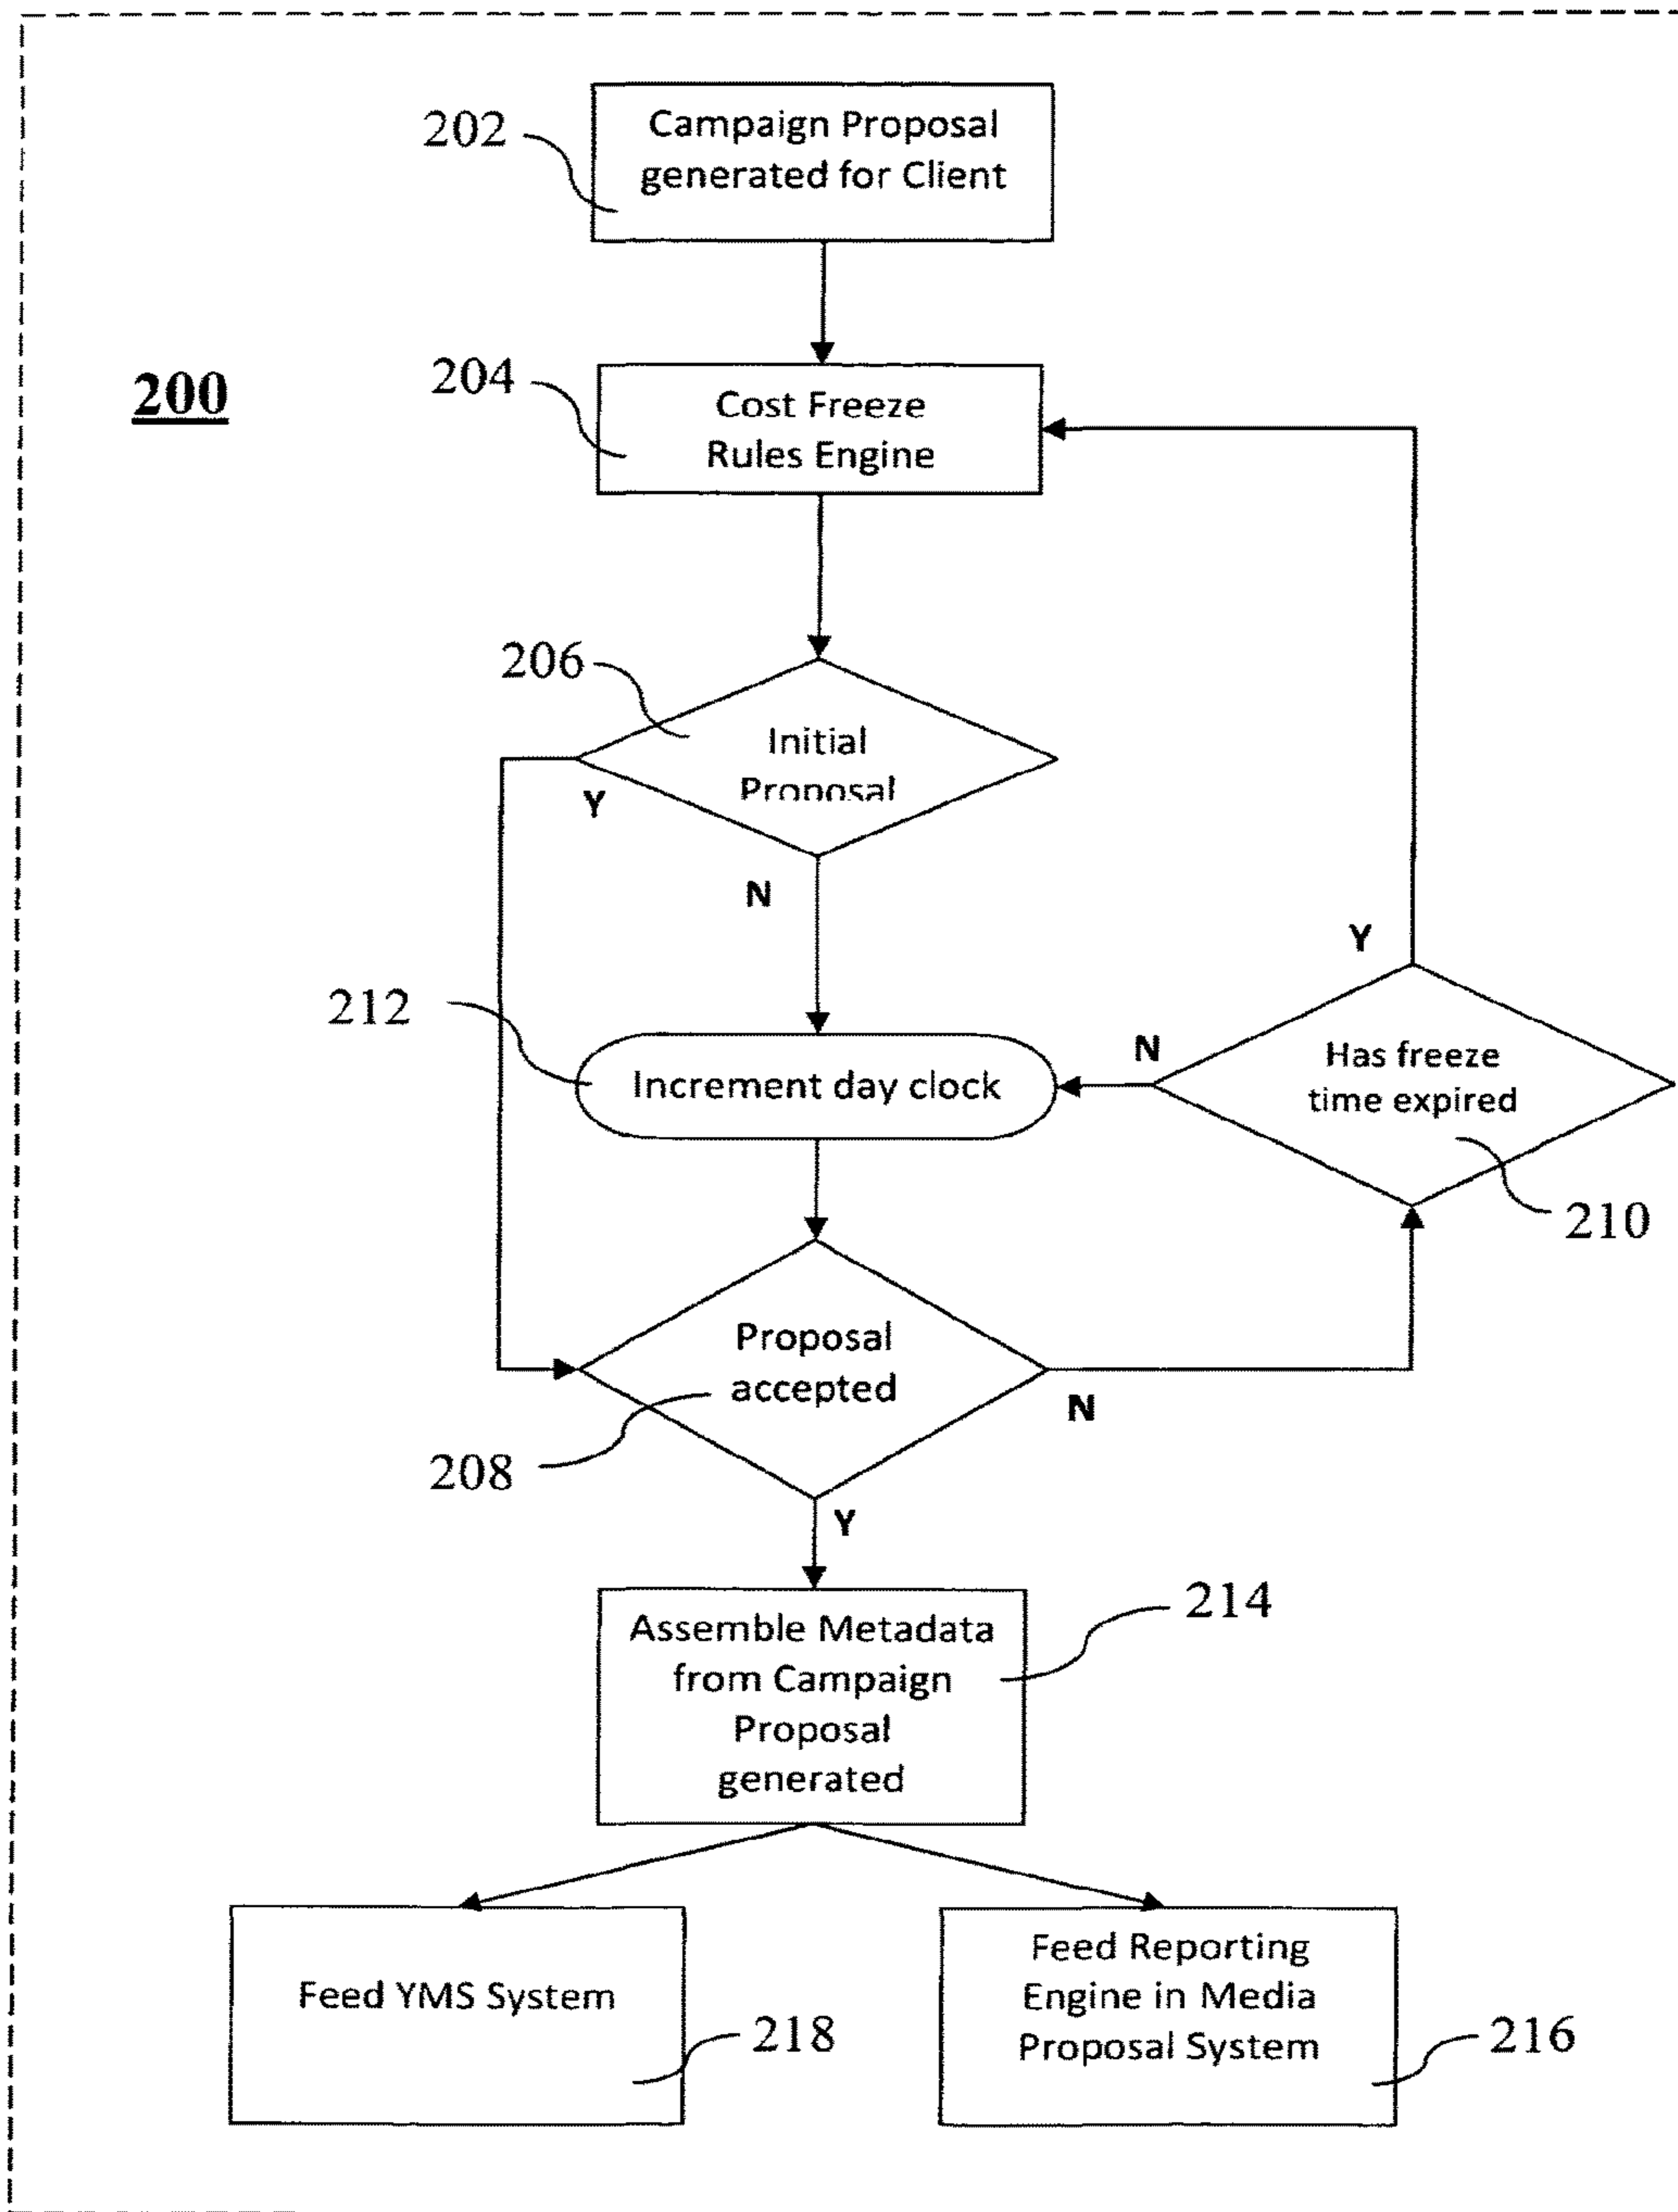 202
Campaign Proposal
generated for Client
200
204
Cost Freeze
Rules Engine
206
Initial
Proposal
Y
N
Y
212
Increment day clock
N
Has freeze
time expired
210
Proposal
accepted
N
208
Y
214
Assemble Metadata
from Campaign
Proposal
generated
Feed YMS System
218
Feed Reporting
Engine in Media
Proposal System
216